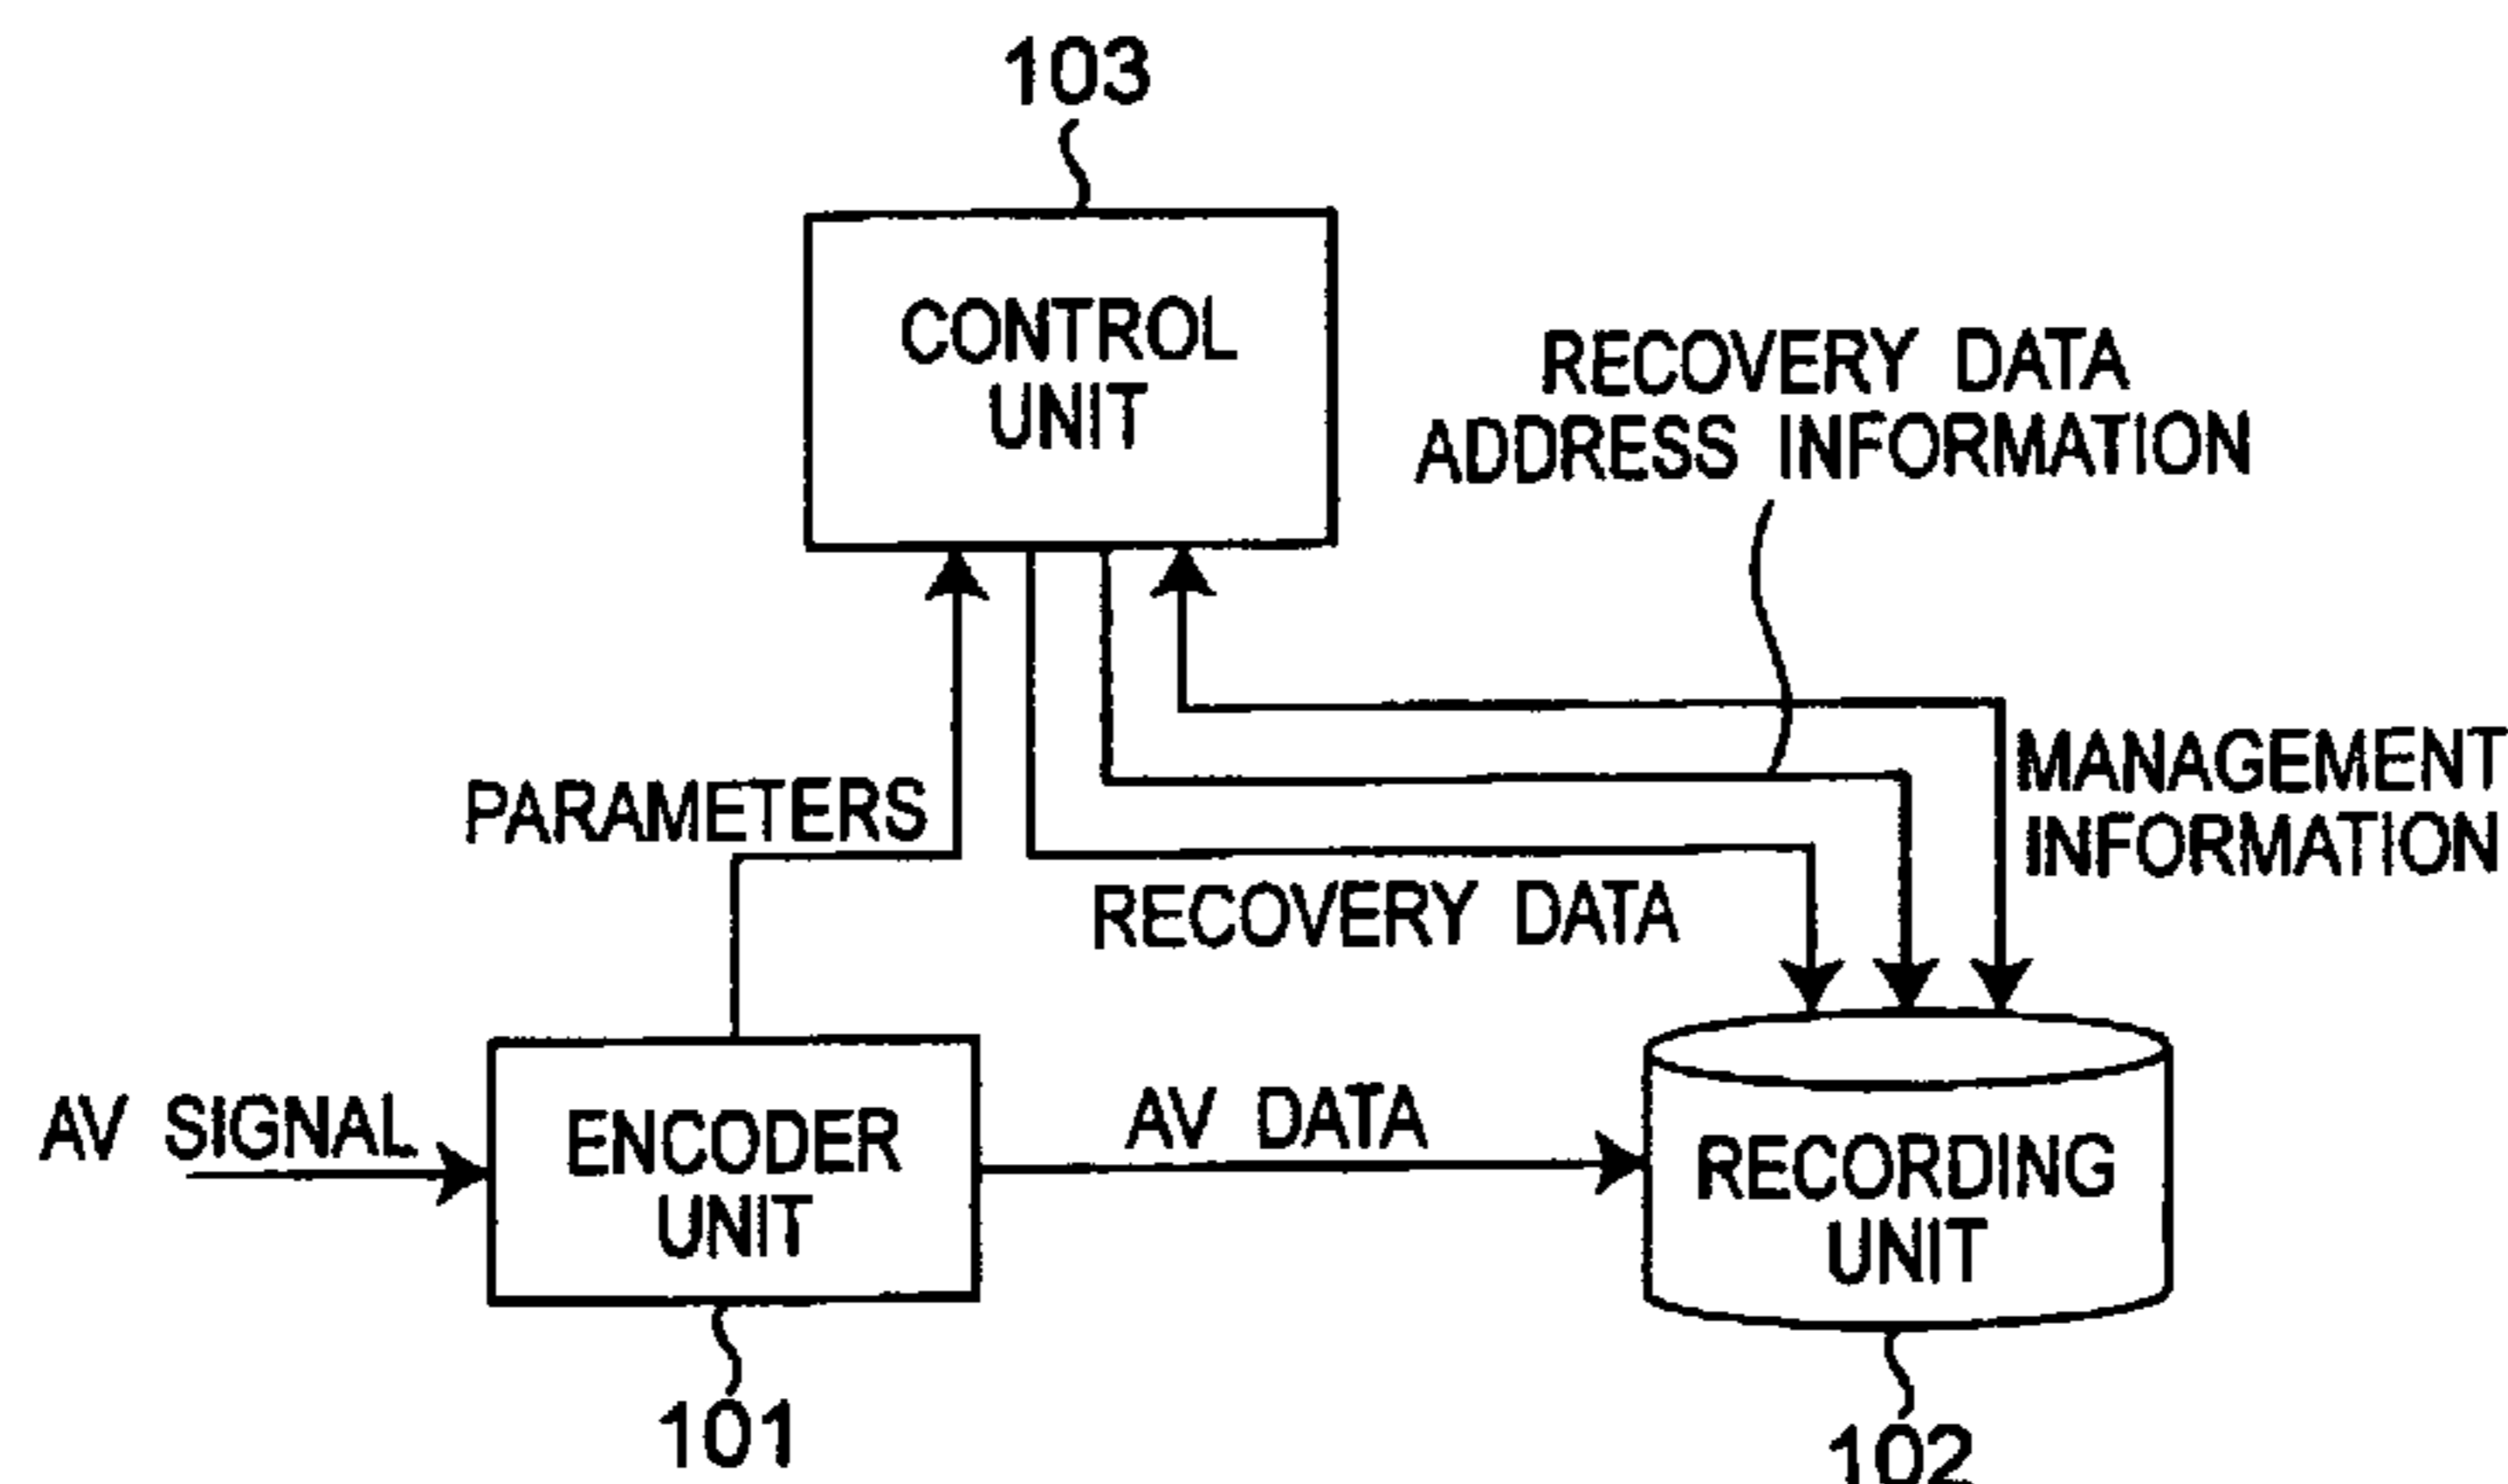 103
CONTROL
UNIT
RECOVERY DATA
ADDRESS INFORMATION
PARAMETERS
MANAGEMENT
INFORMATION
RECOVERY DATA
AV SIGNAL
ENCODER
UNIT
AV DATA
RECORDING
UNIT
101
102